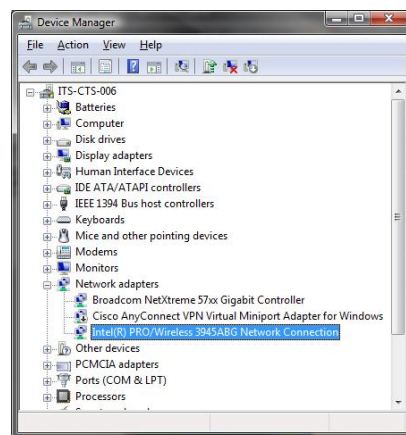 Device Manager
File Action View Help
ITS-CTS-006
Batteries
Computer
Disk drives
Display adapters
Human Interface Devices
IDE ATA/ATAPI controllers
IEEE 1394 Bus host controllers
Keyboards
Mice and other pointing devices
Modems
Monitors
Network adapters
Broadcom NetXtreme 57xx Gigabit Controller
Cisco AnyConnect VPN Virtual Miniport Adapter for Windows
Intel(R) PRO/Wireless 3945ABG Network Connection
Other devices
PCMCIA adapters
Ports (COM & LPT)
Processors